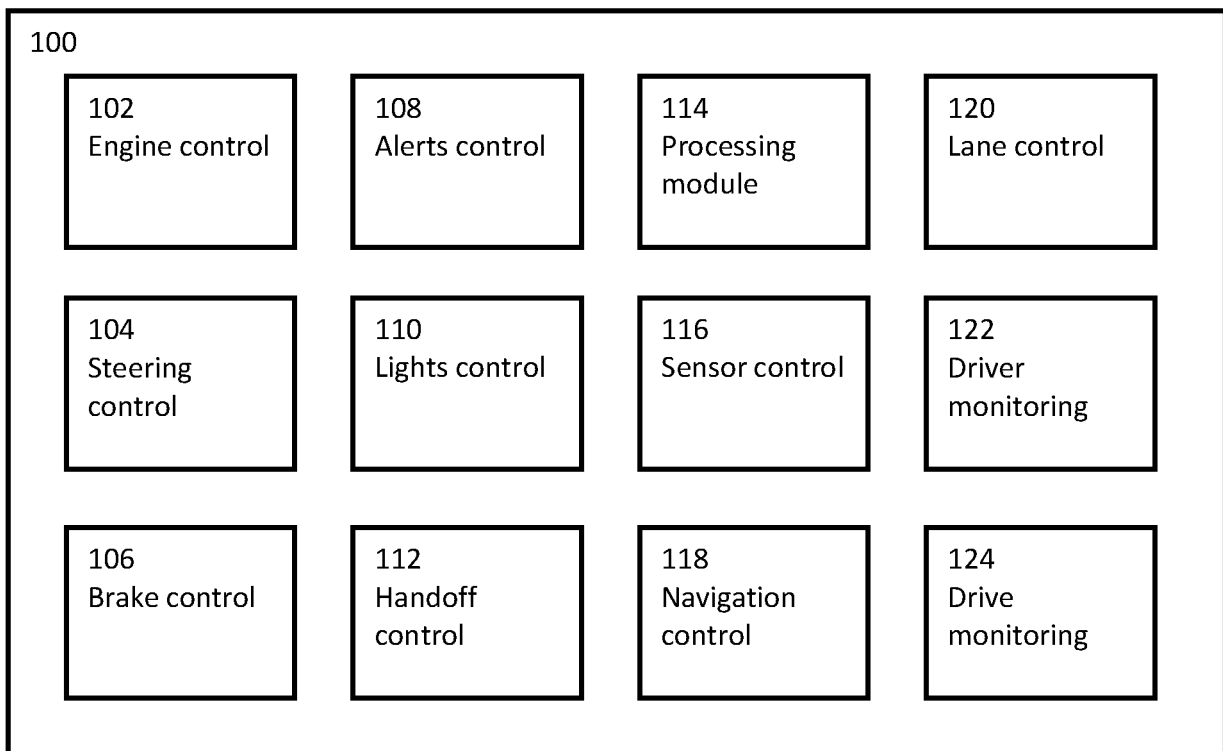 100
102
Engine control
108
Alerts control
114
Processing
module
120
Lane control
104
Steering
control
110
Lights control
116
Sensor control
122
Driver
monitoring
106
Brake control
112
Handoff
control
118
Navigation
control
124
Drive
monitoring